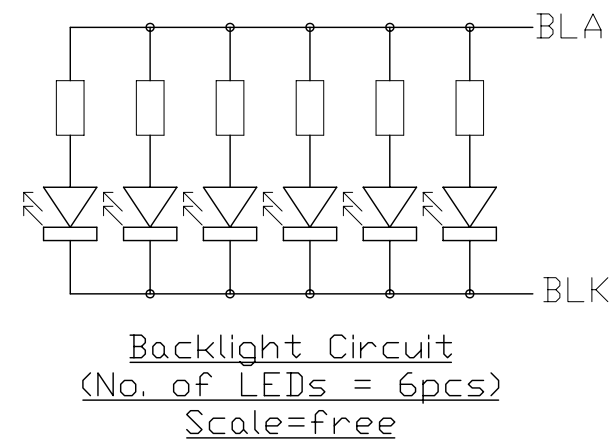 BLA
BLK
Backlight Circuit
(No. of LEDs = 6pcs)
Scale=free